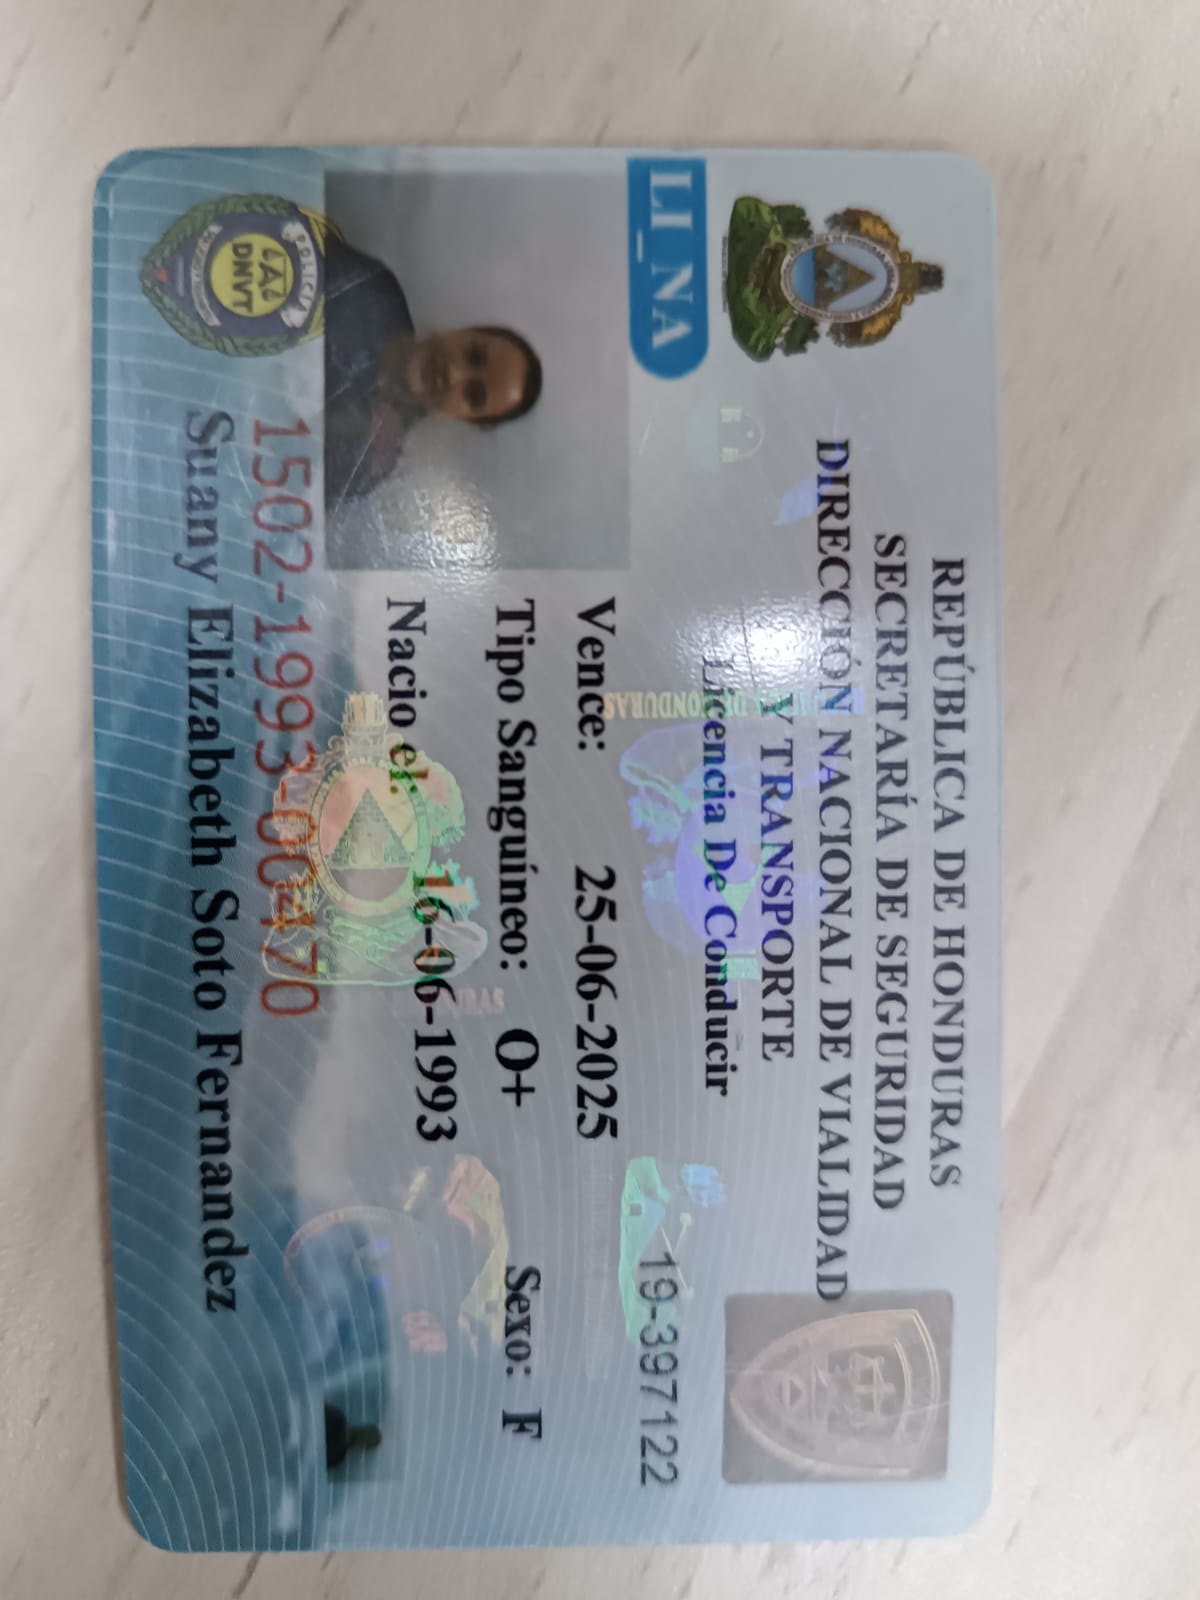 REPÚBLICA DE HONDURAS
SECRETARÍA DE SEGURIDAD
DIRECCIÓN NACIONAL DE VIALIDAD
Y TRANSPORTE
Licencia De Conducir
LI_NA
19-397122
Vence: 25-06-2025
Tipo Sanguíneo: O+ Sexo: F
Nacio el: 16-06-1993
1502-1993-00470
Suany Elizabeth Soto Fernandez
POLICIA
DNVT